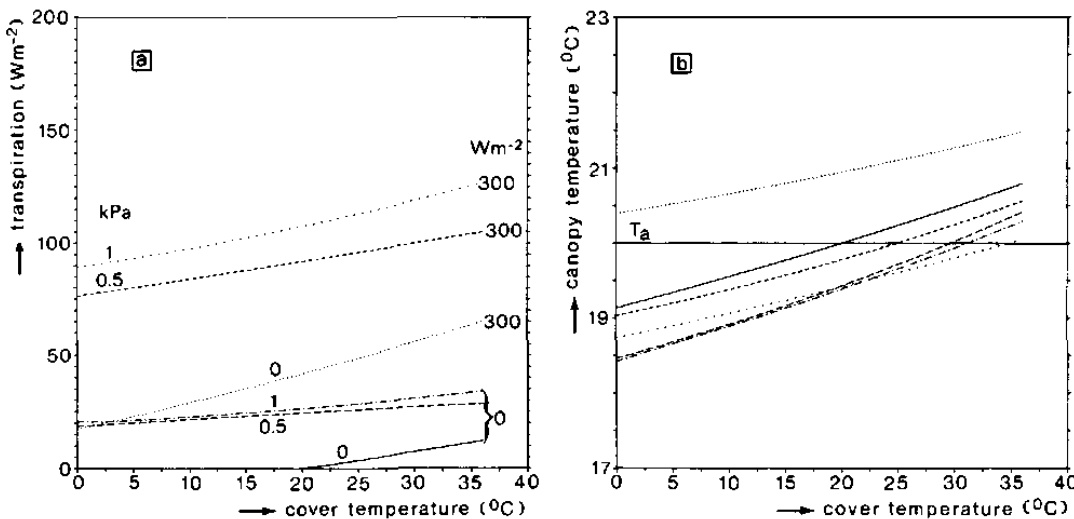 a
→ transpiration (Wm⁻²)
200
150
100
50
0
kPa
1
0.5
0
1
0.5
0
Wm⁻²
300
300
300
0
0 5 10 15 20 25 30 35 40
→ cover temperature (⁰C)
b
→ canopy temperature (⁰C)
23
21
19
17
Ta
0 5 10 15 20 25 30 35 40
→ cover temperature (⁰C)